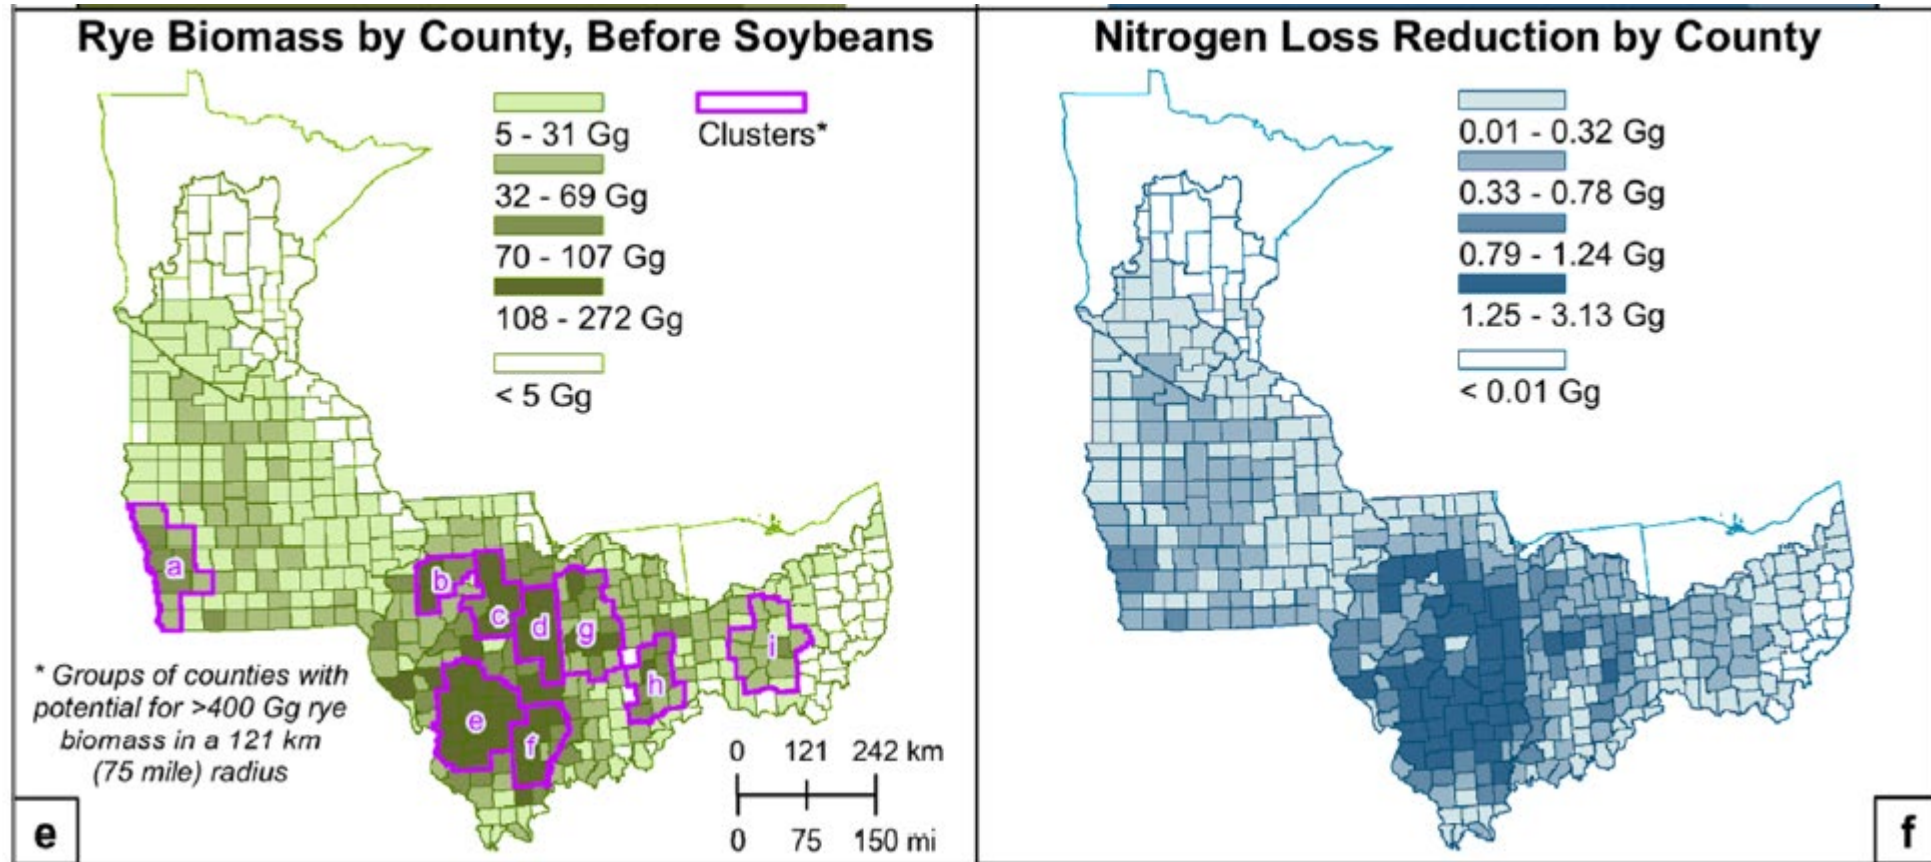 Rye Biomass by County, Before Soybeans
5 - 31 Gg
32 - 69 Gg
70 - 107 Gg
108 - 272 Gg
< 5 Gg
Clusters*
a
b
c
d
g
e
f
h
i
* Groups of counties with
potential for >400 Gg rye
biomass in a 121 km
(75 mile) radius
0 121 242 km
0 75 150 mi
e
Nitrogen Loss Reduction by County
0.01 - 0.32 Gg
0.33 - 0.78 Gg
0.79 - 1.24 Gg
1.25 - 3.13 Gg
< 0.01 Gg
f